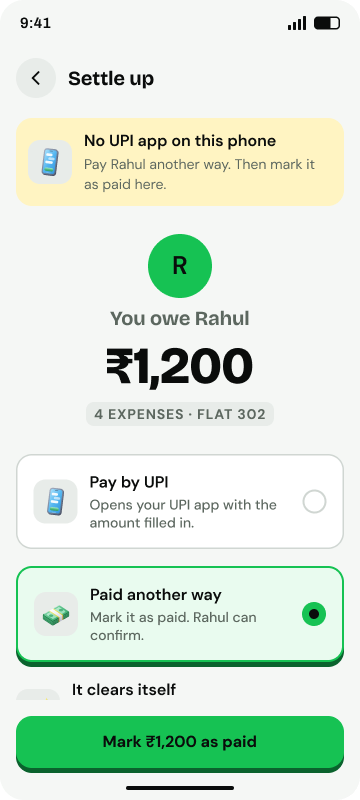 9:41
Settle up
No UPI app on this phone
Pay Rahul another way. Then mark it
as paid here.
R
You owe Rahul
₹1,200
4 EXPENSES · FLAT 302
Pay by UPI
Opens your UPI app with the
amount filled in.
Paid another way
Mark it as paid. Rahul can
confirm.
It clears itself
Mark ₹1,200 as paid